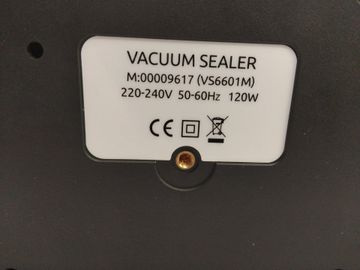 VACUUM SEALER
M:00009617 (VS6601M)
220-240V 50-60Hz 120W
CE